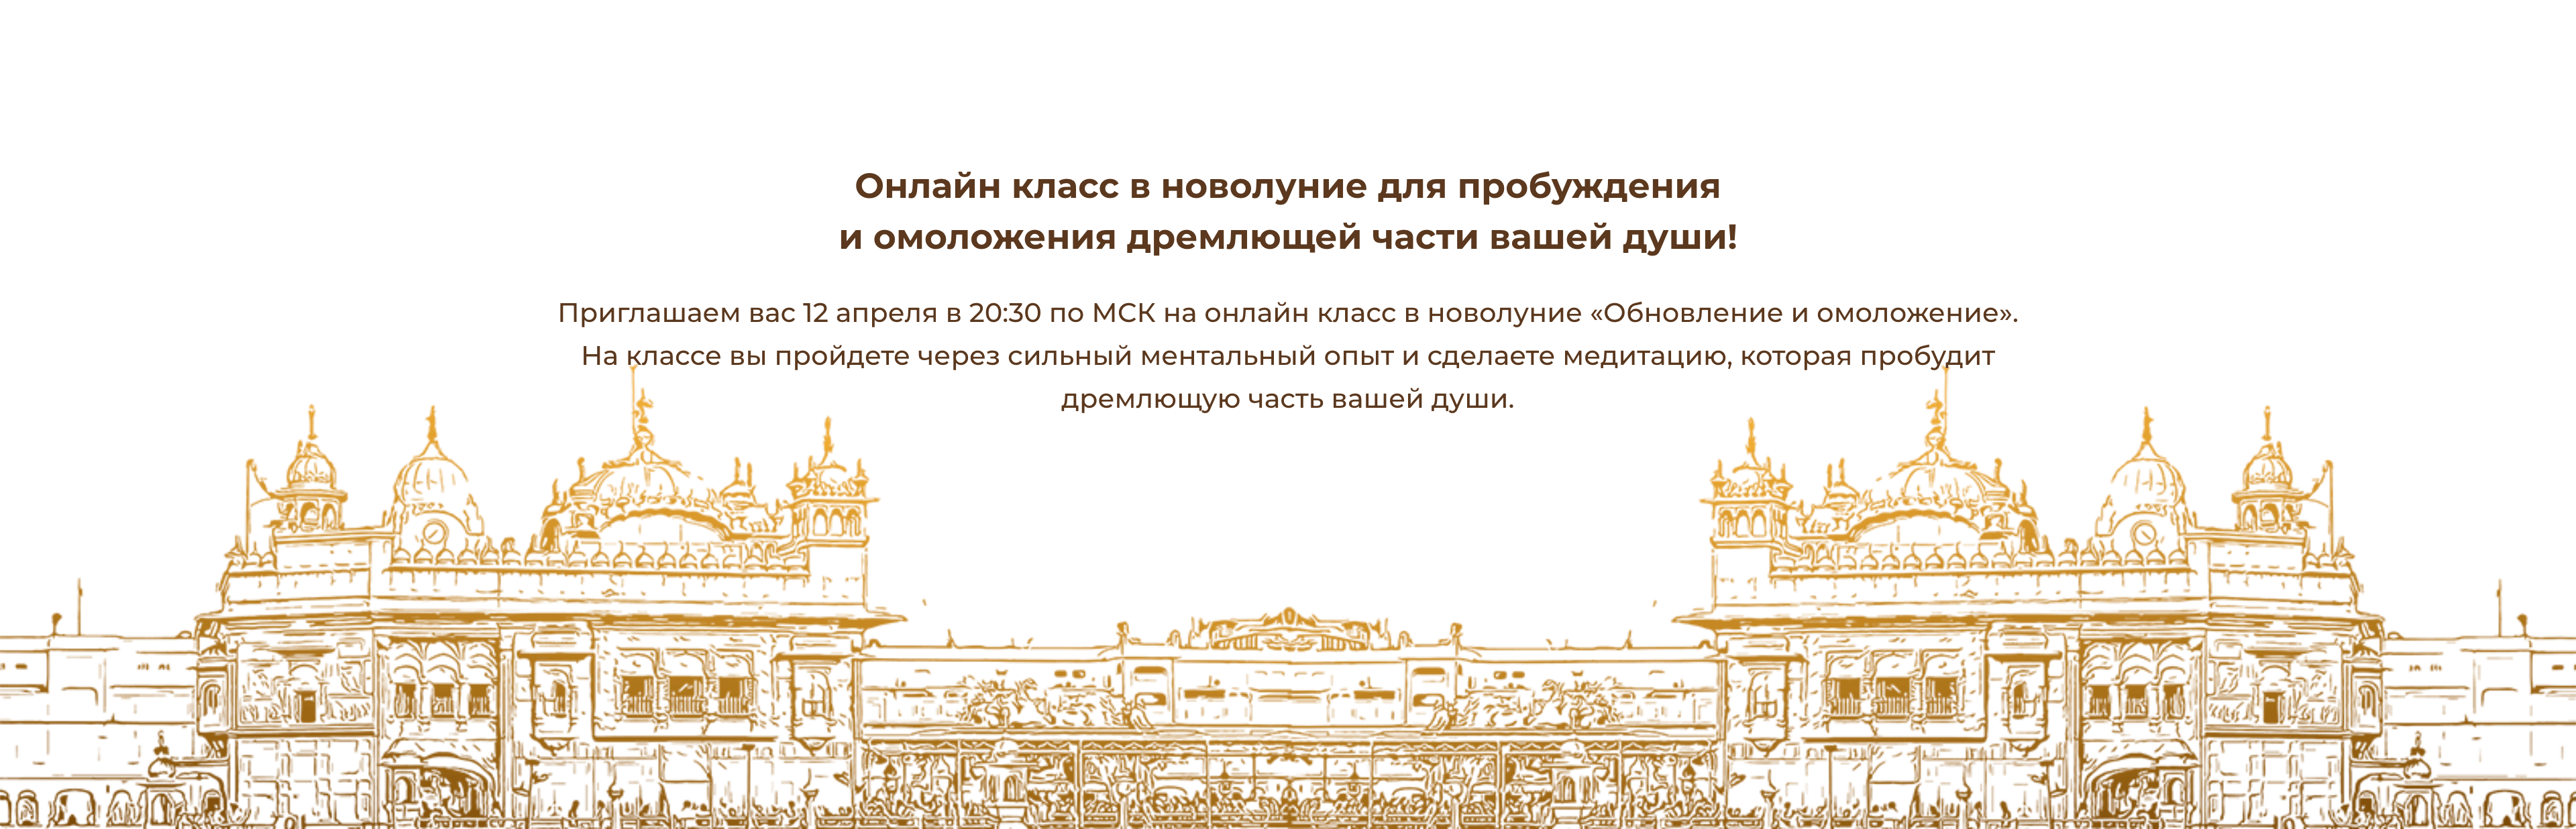 Онлайн класс в новолуние для пробуждения
и омоложения дремлющей части вашей души!
Приглашаем вас 12 апреля в 20:30 по МСК на онлайн класс в новолуние «Обновление и омоложение».
На классе вы пройдете через сильный ментальный опыт и сделаете медитацию, которая пробудит
дремлющую часть вашей души.